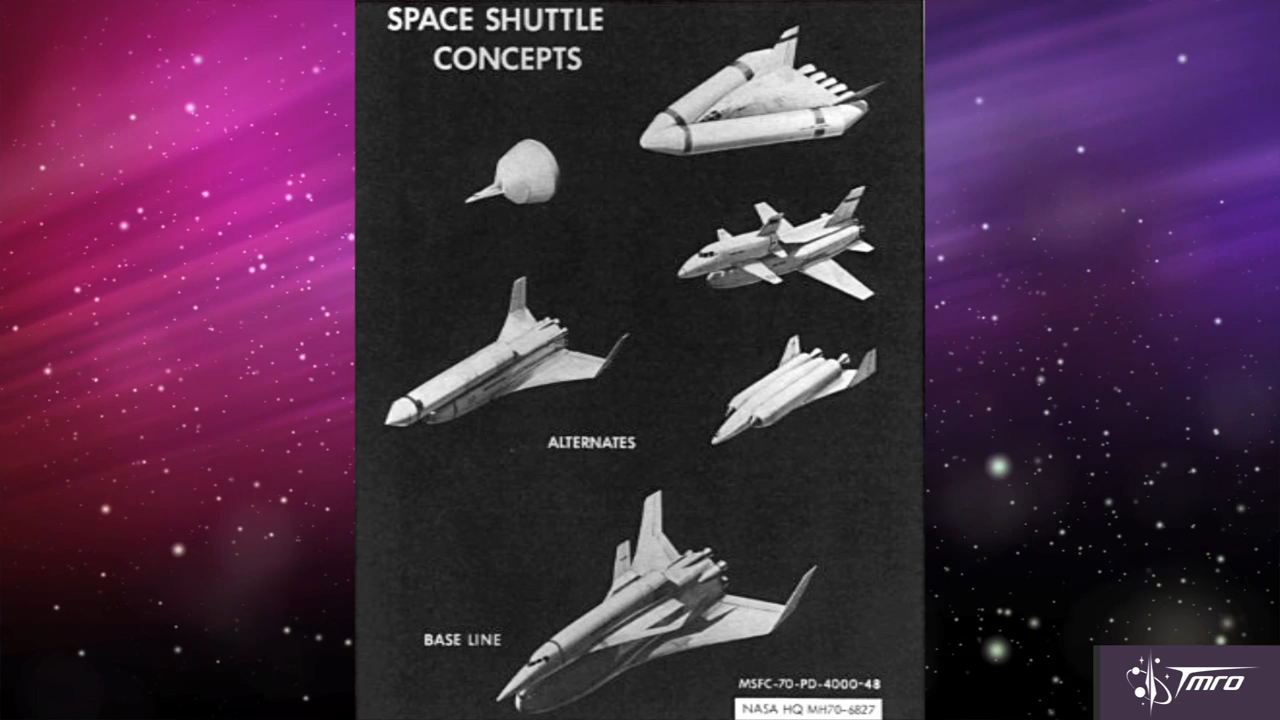 SPACE SHUTTLE
CONCEPTS
ALTERNATES
BASE LINE
MSFC-70-PD-4000-48
NASA HQ MH70-6827
TMRO